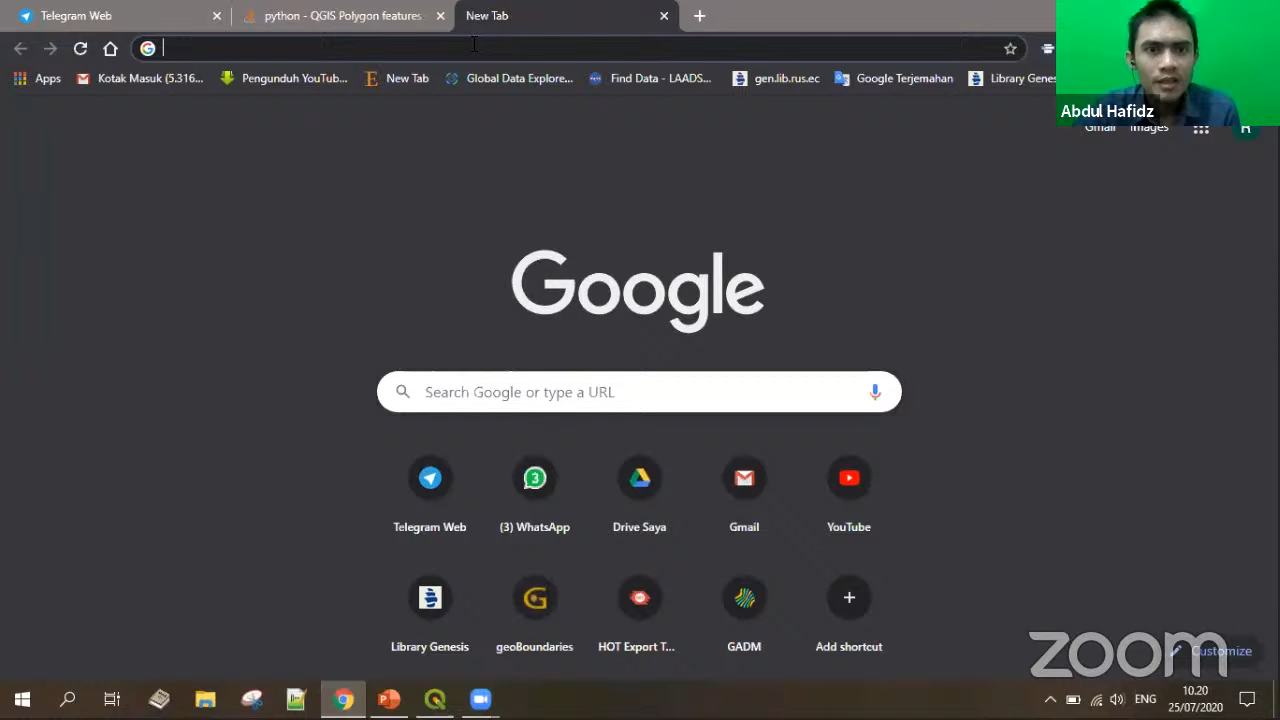 Telegram Web
python - QGIS Polygon features
New Tab
Apps
Kotak Masuk (5.316...
Pengunduh YouTub...
New Tab
Global Data Explore...
Find Data - LAADS...
gen.lib.rus.ec
Google Terjemahan
Library Genes
Abdul Hafidz
Gmail Images
H
Google
Search Google or type a URL
3
Telegram Web
(3) WhatsApp
Drive Saya
Gmail
YouTube
Library Genesis
geoBoundaries
HOT Export T...
GADM
Add shortcut
zoom
Customize
ENG
10.20
25/07/2020